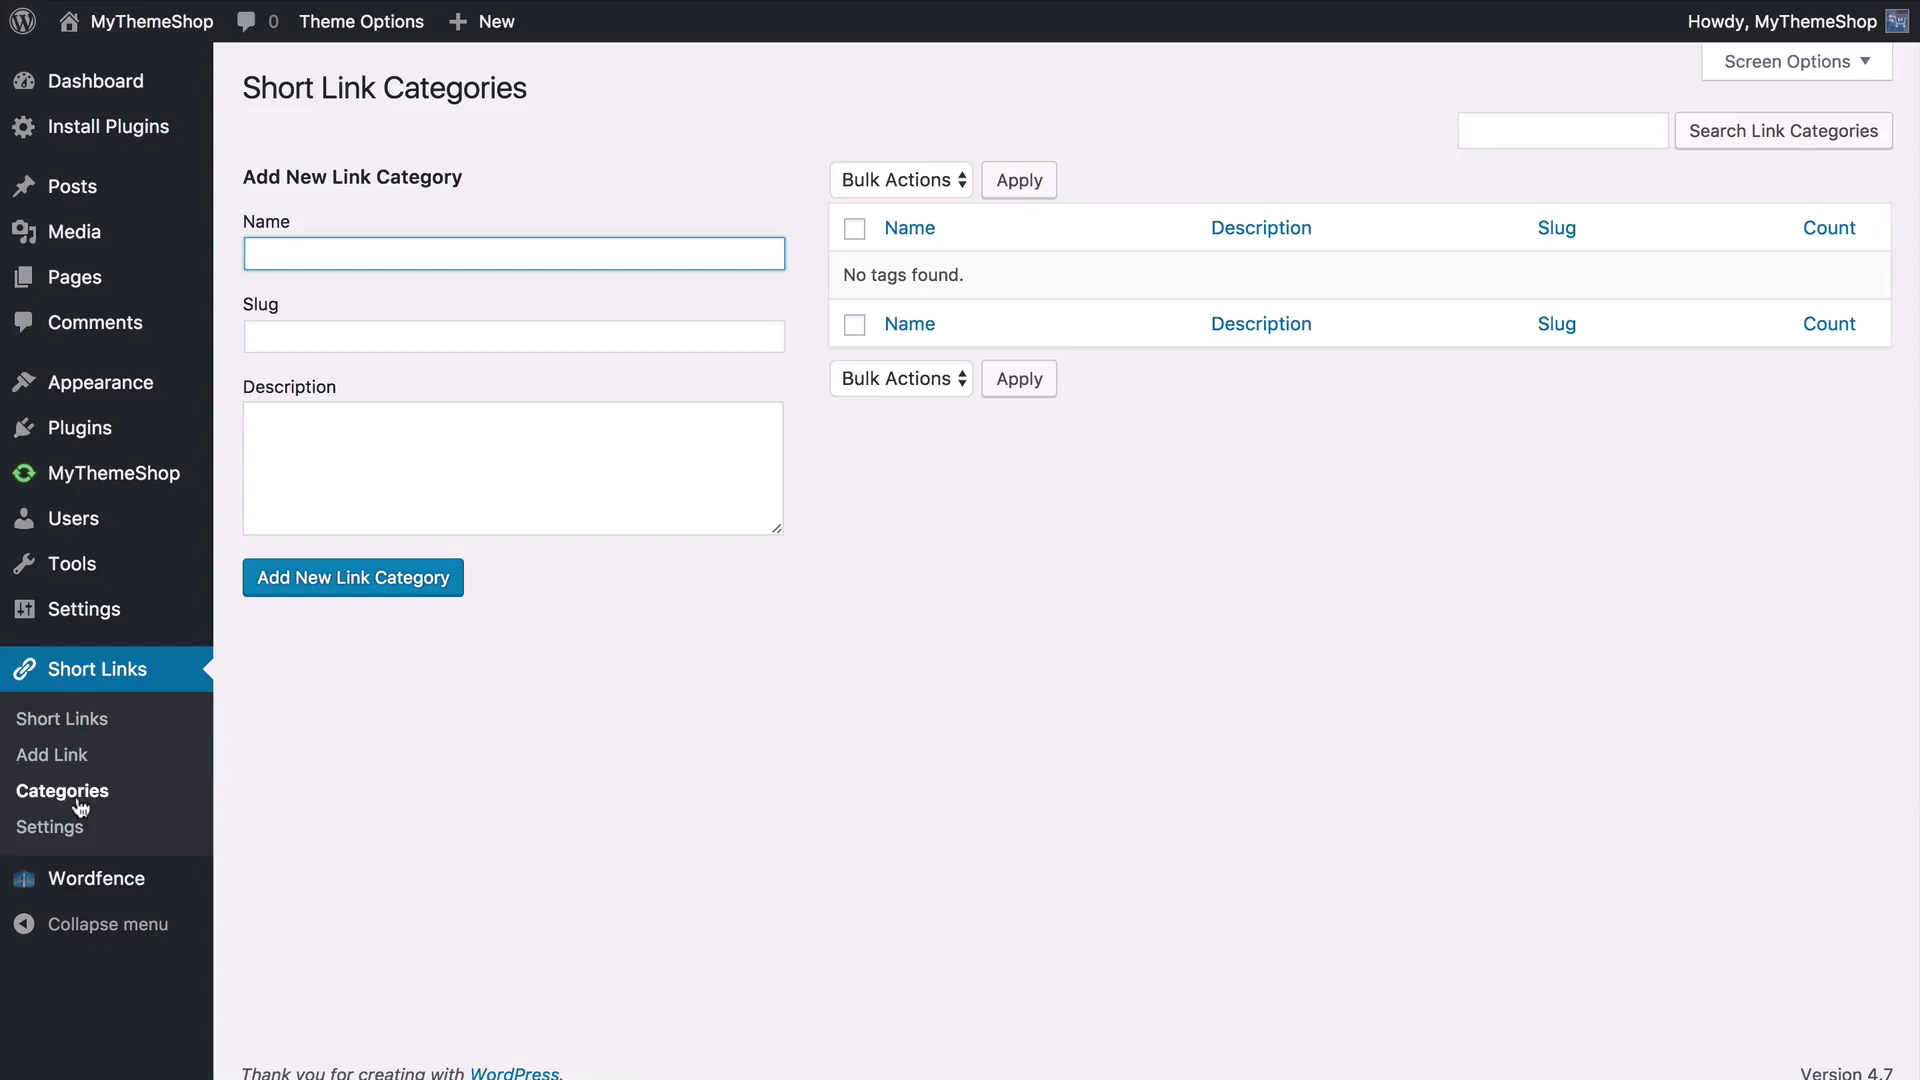 MyThemeShop 0 Theme Options New Howdy, MyThemeShop
Screen Options
Dashboard
Install Plugins
Posts
Media
Pages
Comments
Appearance
Plugins
MyThemeShop
Users
Tools
Settings
Short Links
Short Links
Add Link
Categories
Settings
Wordfence
Collapse menu
Short Link Categories
Search Link Categories
Add New Link Category
Name
Slug
Description
Add New Link Category
Bulk Actions Apply
Name Description Slug Count
No tags found.
Name Description Slug Count
Bulk Actions Apply
Thank you for creating with WordPress.
Version 4.7